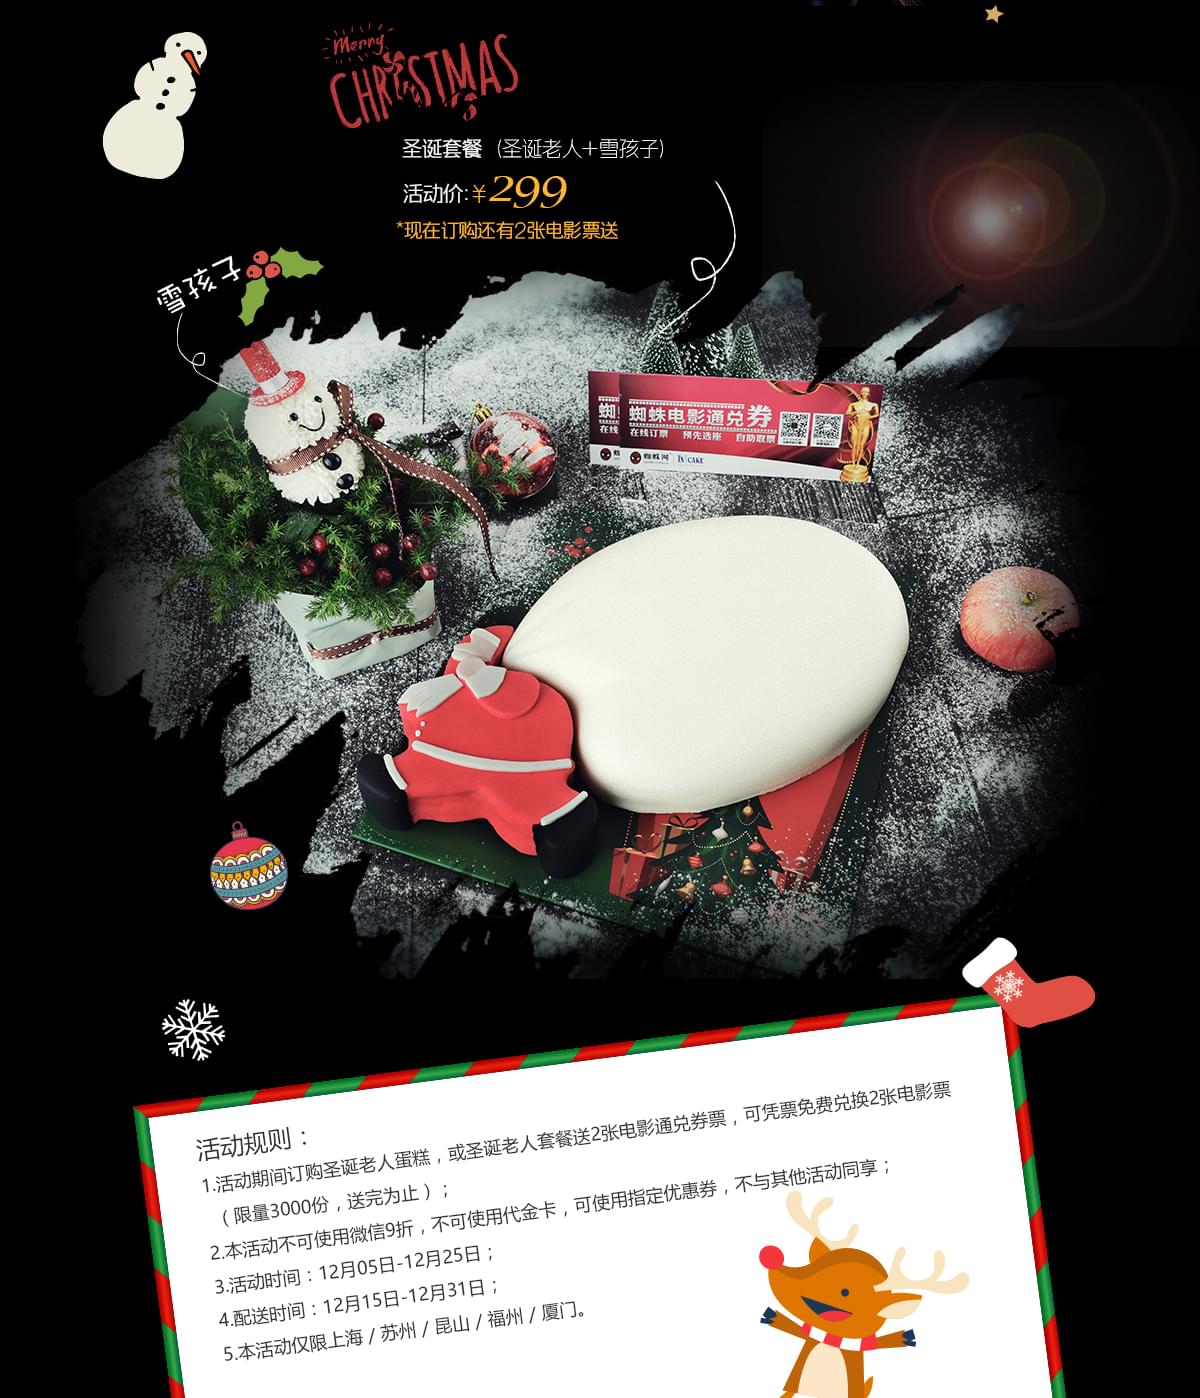 Merry
CHRISTMAS
圣诞套餐（圣诞老人+雪孩子）
活动价:¥299
*现在订购还有2张电影票送
雪孩子
蜘蛛电影通兑券
在线订票 预先选座 自助取票
蜘蛛网 CAKE
活动规则：
1.活动期间订购圣诞老人蛋糕，或圣诞老人套餐送2张电影通兑券票，可凭票免费兑换2张电影票
（限量3000份，送完为止）；
2.本活动不可使用微信9折，不可使用代金卡，可使用指定优惠券，不与其他活动同享；
3.活动时间：12月05日-12月25日；
4.配送时间：12月15日-12月31日；
5.本活动仅限上海 / 苏州 / 昆山 / 福州 / 厦门。